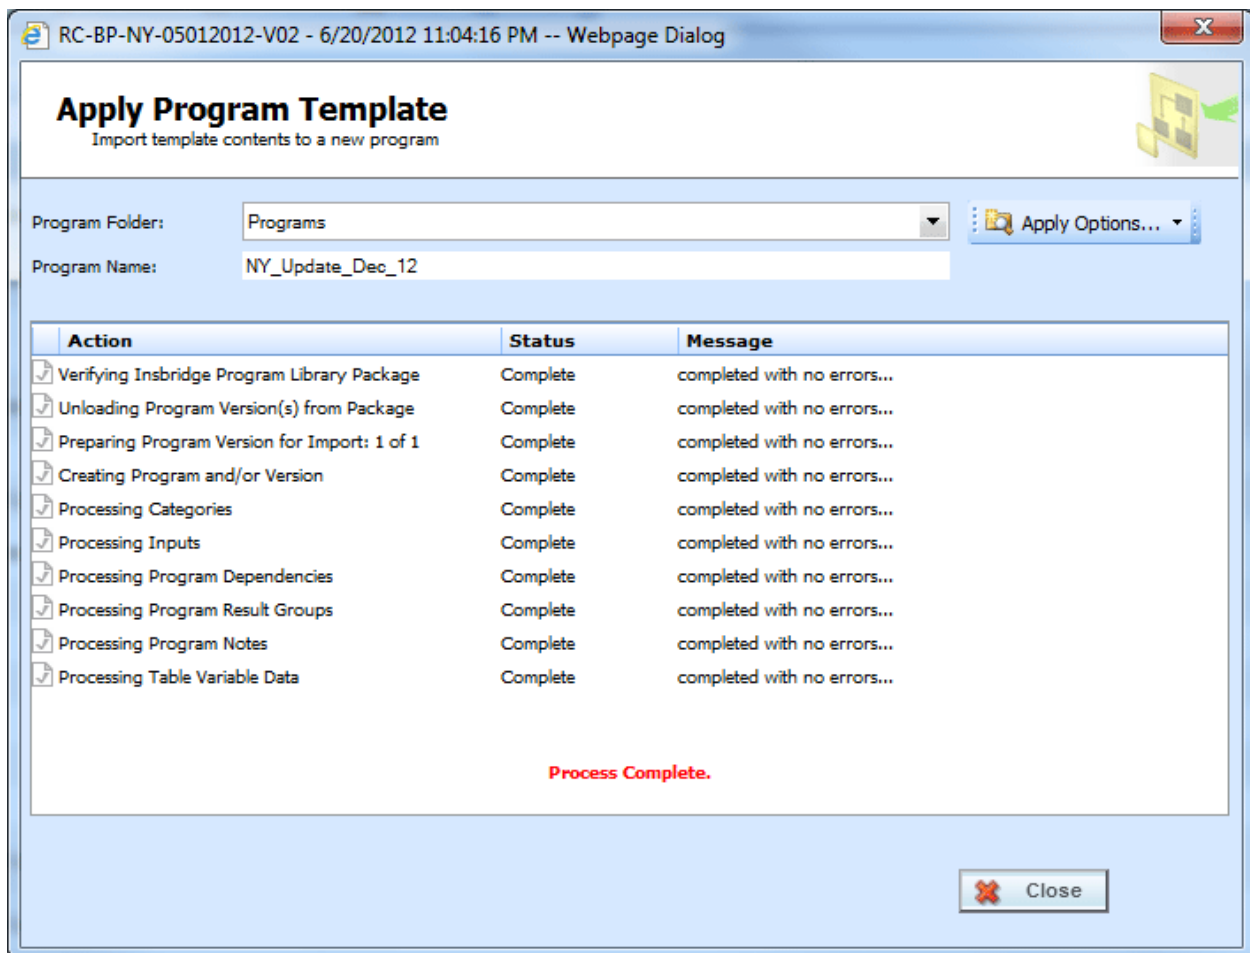 RC-BP-NY-05012012-V02 - 6/20/2012 11:04:16 PM -- Webpage Dialog
Apply Program Template
Import template contents to a new program
Program Folder: Programs Apply Options...
Program Name: NY_Update_Dec_12
Action Status Message
Verifying Insbridge Program Library Package Complete completed with no errors...
Unloading Program Version(s) from Package Complete completed with no errors...
Preparing Program Version for Import: 1 of 1 Complete completed with no errors...
Creating Program and/or Version Complete completed with no errors...
Processing Categories Complete completed with no errors...
Processing Inputs Complete completed with no errors...
Processing Program Dependencies Complete completed with no errors...
Processing Program Result Groups Complete completed with no errors...
Processing Program Notes Complete completed with no errors...
Processing Table Variable Data Complete completed with no errors...
Process Complete.
Close